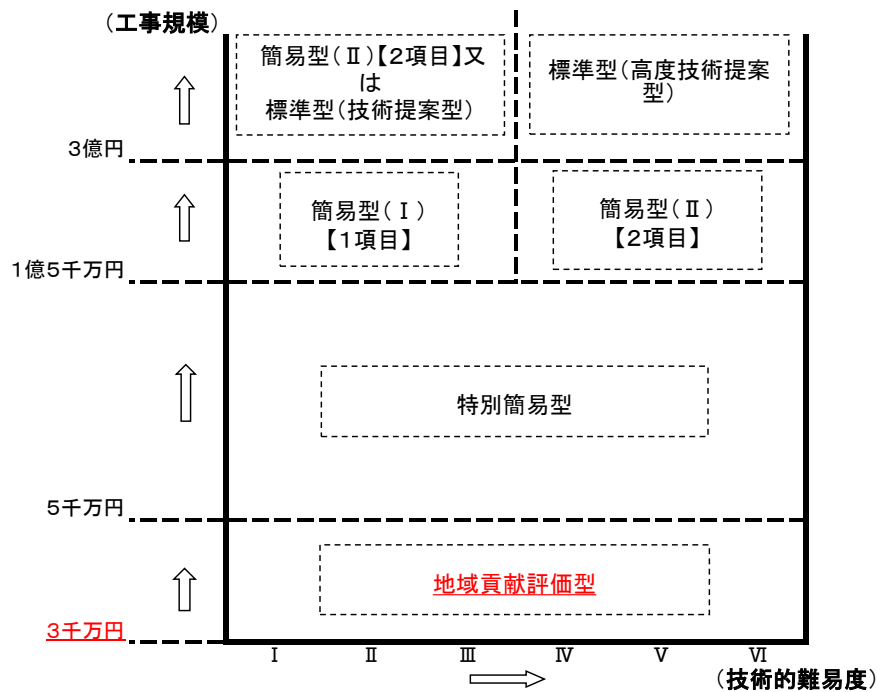 （工事規模）
簡易型（Ⅱ）【２項目】又
は
標準型（技術提案型）
標準型（高度技術提案
型）
３億円
簡易型（Ⅰ）
【１項目】
簡易型（Ⅱ）
【２項目】
１億５千万円
特別簡易型
５千万円
地域貢献評価型
３千万円
Ⅰ Ⅱ Ⅲ Ⅳ Ⅴ Ⅵ
（技術的難易度）